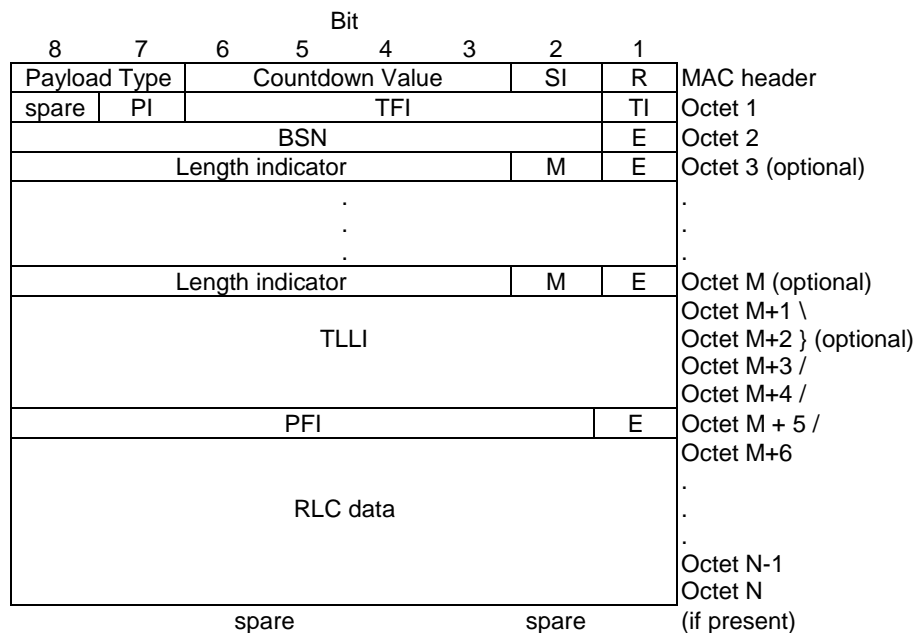 Bit
8 7 6 5 4 3 2 1
Payload Type Countdown Value SI R MAC header
spare PI TFI TI Octet 1
BSN E Octet 2
Length indicator M E Octet 3 (optional)
. .
. .
. .
Length indicator M E Octet M (optional)
Octet M+1 \
TLLI Octet M+2 } (optional)
Octet M+3 /
Octet M+4 /
PFI E Octet M + 5 /
Octet M+6
.
RLC data .
.
Octet N-1
Octet N
spare spare (if present)